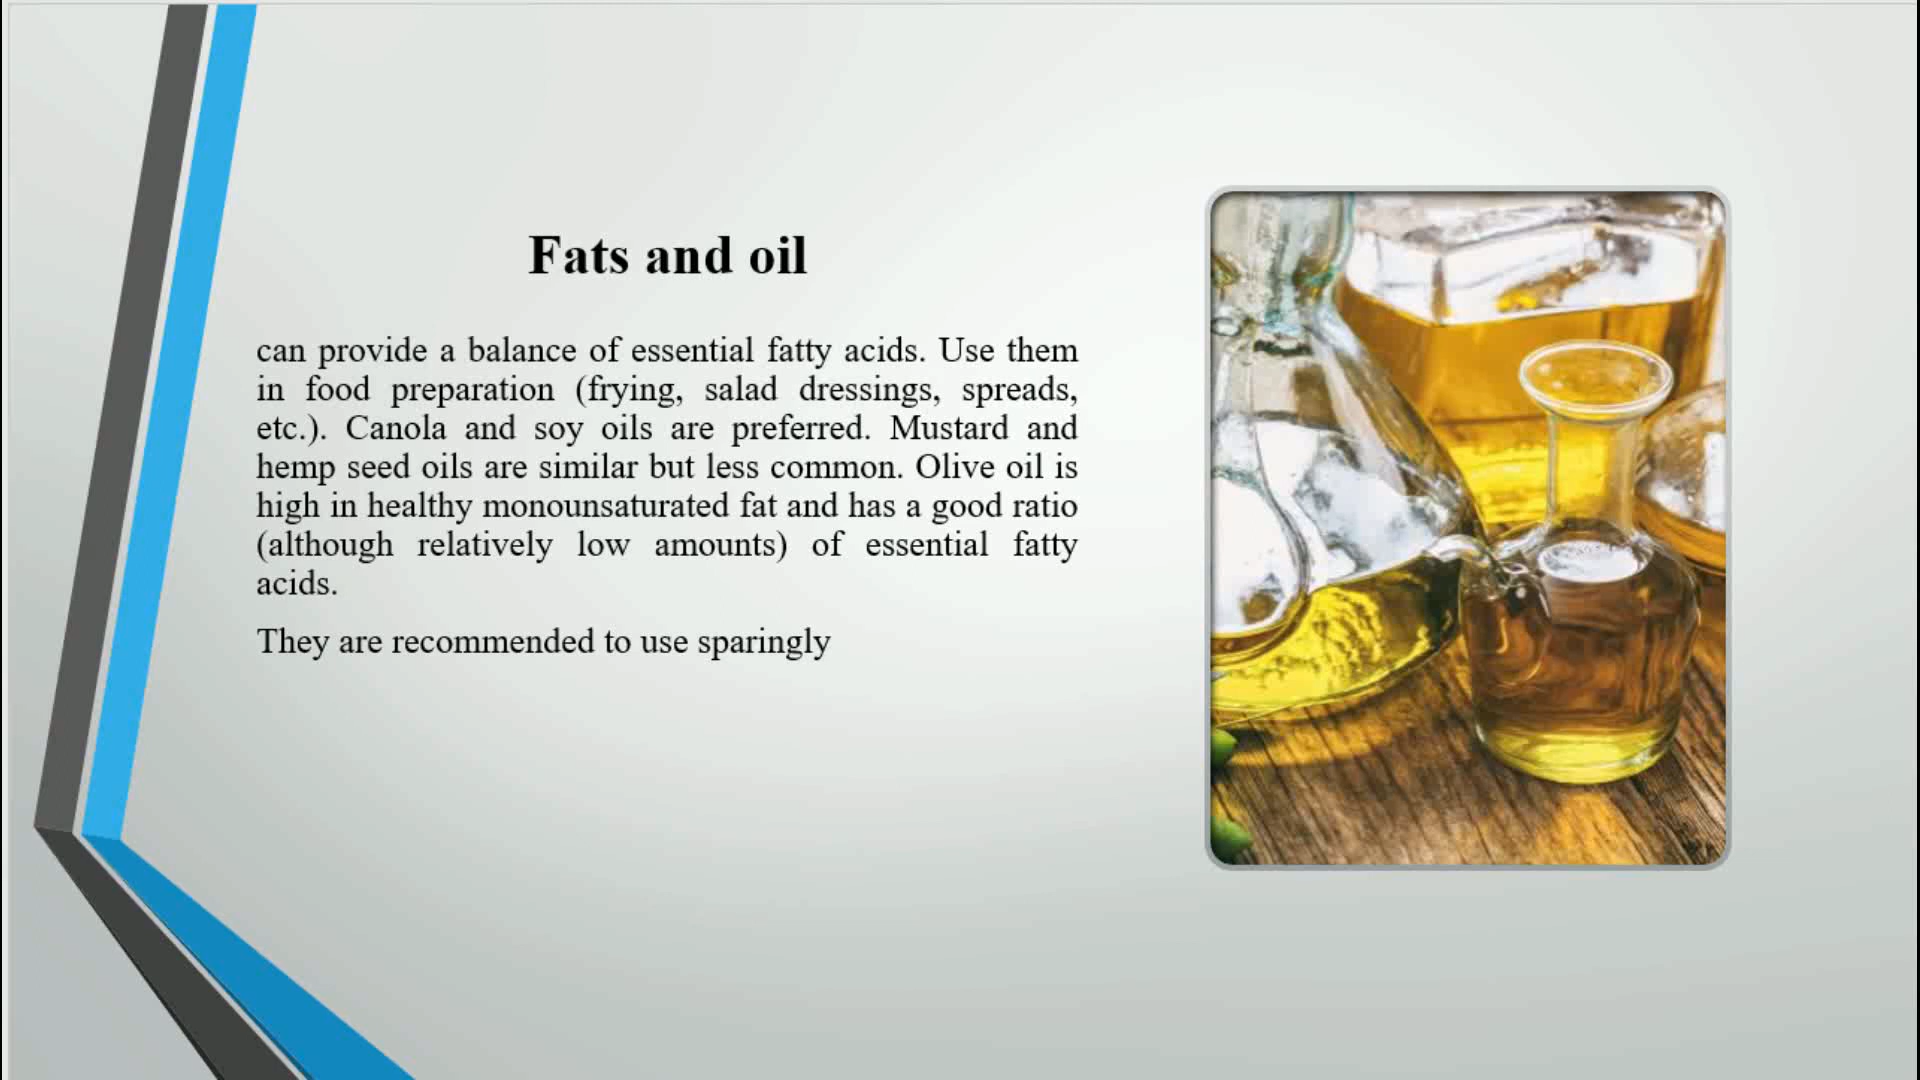 Fats and oil
can provide a balance of essential fatty acids. Use them
in food preparation (frying, salad dressings, spreads,
etc.). Canola and soy oils are preferred. Mustard and
hemp seed oils are similar but less common. Olive oil is
high in healthy monounsaturated fat and has a good ratio
(although relatively low amounts) of essential fatty
acids.
They are recommended to use sparingly